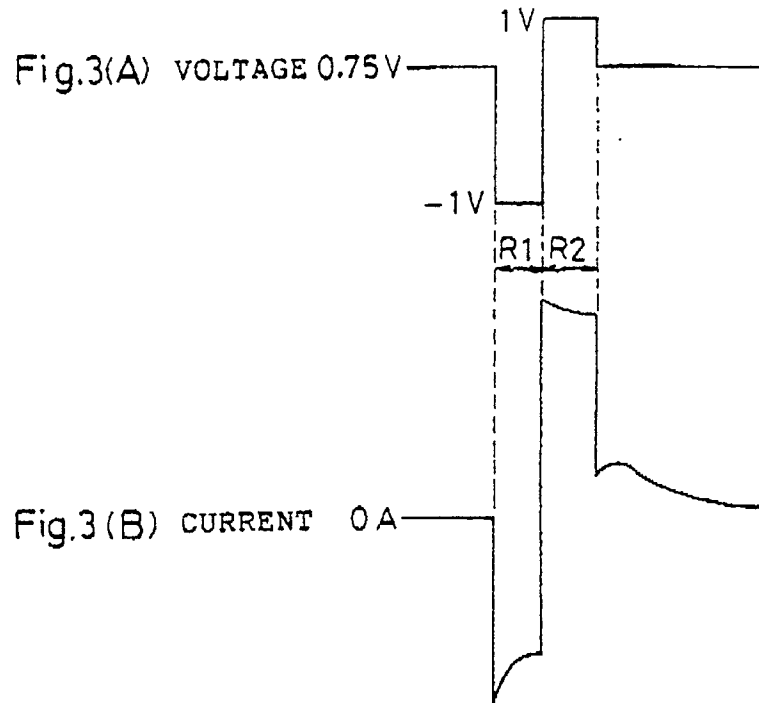 1V
Fig.3(A) VOLTAGE 0.75V
-1V
R1 R2
Fig.3(B) CURRENT 0A